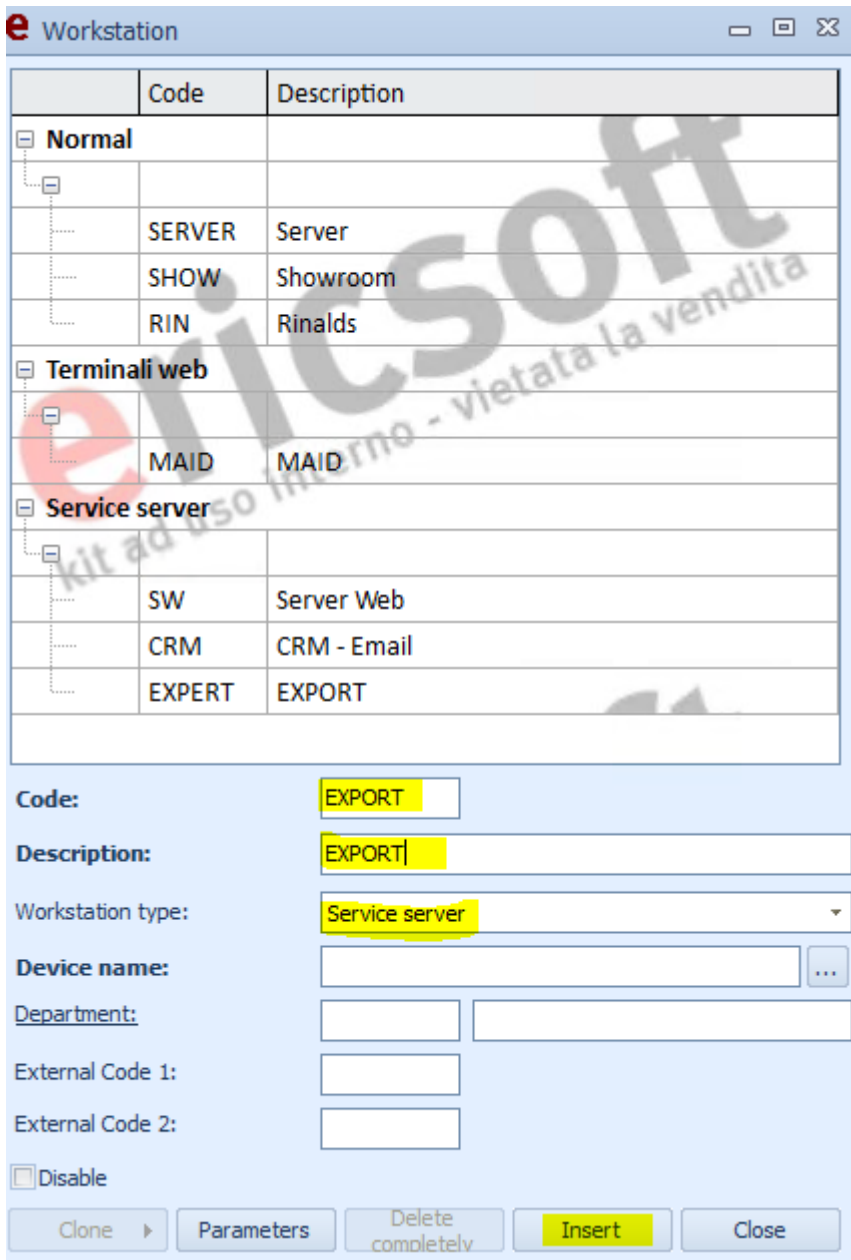 e Workstation
Code Description
Normal
SERVER Server
SHOW Showroom
RIN Rinalds
Terminali web
MAID MAID
Service server
SW Server Web
CRM CRM - Email
EXPERT EXPORT
ericsoft
kit ad uso interno - vietata la vendita
Code: EXPORT
Description: EXPORT
Workstation type: Service server
Device name: ...
Department:
External Code 1:
External Code 2:
Disable
Clone Parameters Delete completely Insert Close